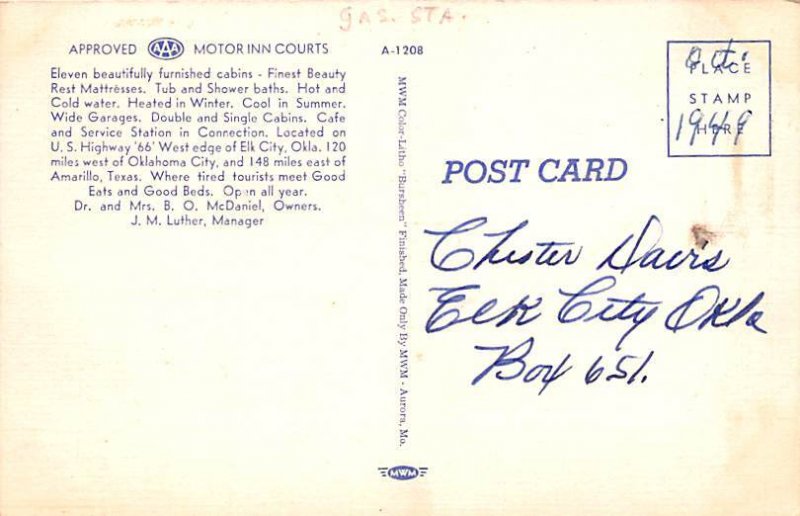 GAS. STA.
APPROVED AAA MOTOR INN COURTS
Eleven beautifully furnished cabins - Finest Beauty
Rest Mattresses. Tub and Shower baths. Hot and
Cold water. Heated in Winter. Cool in Summer.
Wide Garages. Double and Single Cabins. Cafe
and Service Station in Connection. Located on
U. S. Highway '66' West edge of Elk City, Okla. 120
miles west of Oklahoma City, and 148 miles east of
Amarillo, Texas. Where tired tourists meet Good
Eats and Good Beds. Open all year.
Dr. and Mrs. B. O. McDaniel, Owners.
J. M. Luther, Manager
A-1208
MWM Color-Litho "Bursheen" Finished, Made Only By MWM - Aurora, Mo.
MWM
POST CARD
PLACE
STAMP
HERE
Oct.
1949
Chester Davis
Elk City Okla
Box 651.